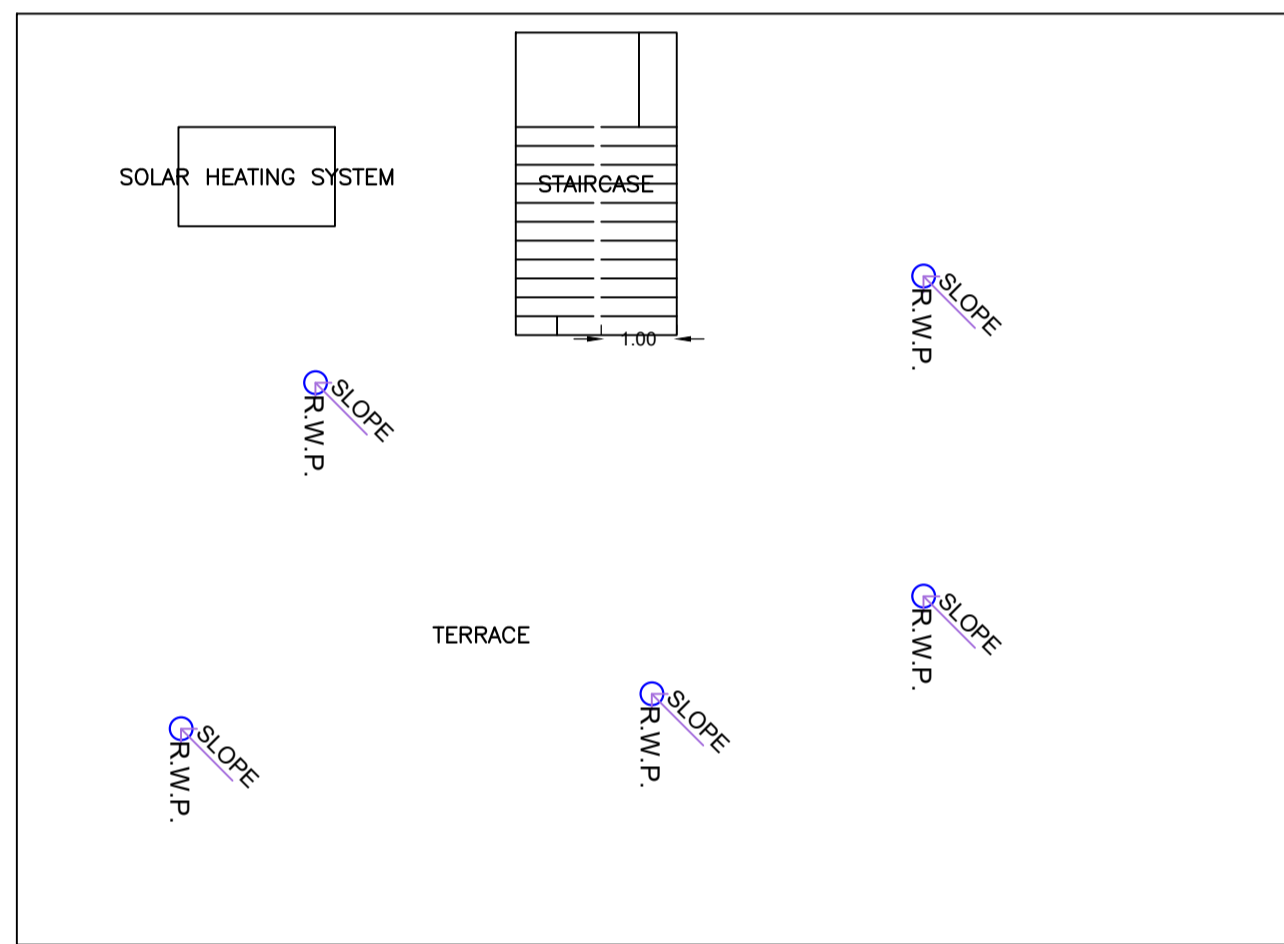 SOLAR HEATING SYSTEM
STAIRCASE
1.00
SLOPE
R.W.P.
SLOPE
R.W.P.
SLOPE
R.W.P.
TERRACE
SLOPE
R.W.P.
SLOPE
R.W.P.